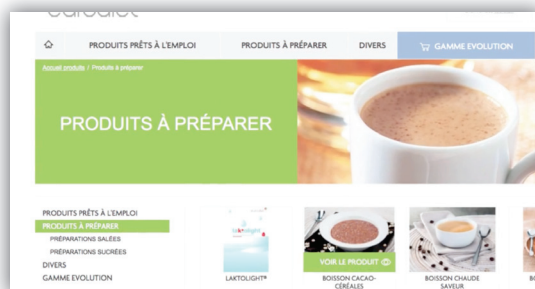 PRODUITS PRÊTS À L'EMPLOI
PRODUITS À PRÉPARER
DIVERS
GAMME EVOLUTION
Accueil produits / Produits à préparer
PRODUITS À PRÉPARER
PRODUITS PRÊTS À L'EMPLOI
PRODUITS À PRÉPARER
PRÉPARATIONS SALÉES
PRÉPARATIONS SUCRÉES
DIVERS
GAMME EVOLUTION
LAKTOLIGHT®
VOIR LE PRODUIT
BOISSON CACAO-
CÉRÉALES
BOISSON CHAUDE
SAVEUR